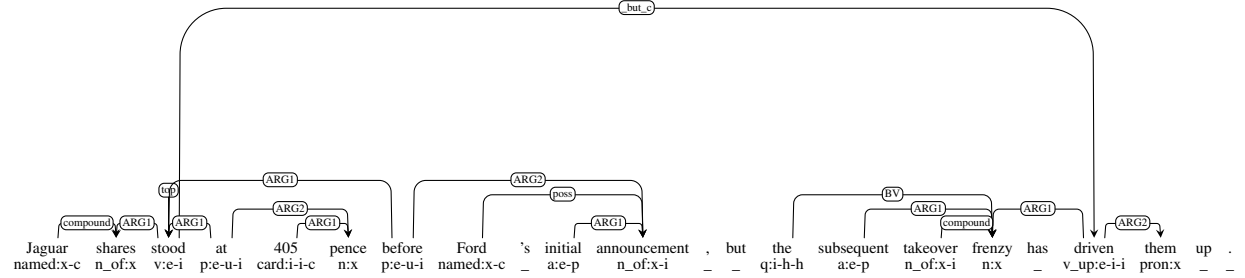 _but_c
top ARG1 ARG2
poss BV
compound ARG1 ARG1 ARG2 ARG1 ARG1 ARG1 compound ARG1 ARG2
Jaguar shares stood at 405 pence before Ford 's initial announcement , but the subsequent takeover frenzy has driven them up .
named:x-c n_of:x v:e-i p:e-u-i card:i-i-c n:x p:e-u-i named:x-c _ a:e-p n_of:x-i _ _ q:i-h-h a:e-p n_of:x-i n:x _ v_up:e-i-i pron:x _ _